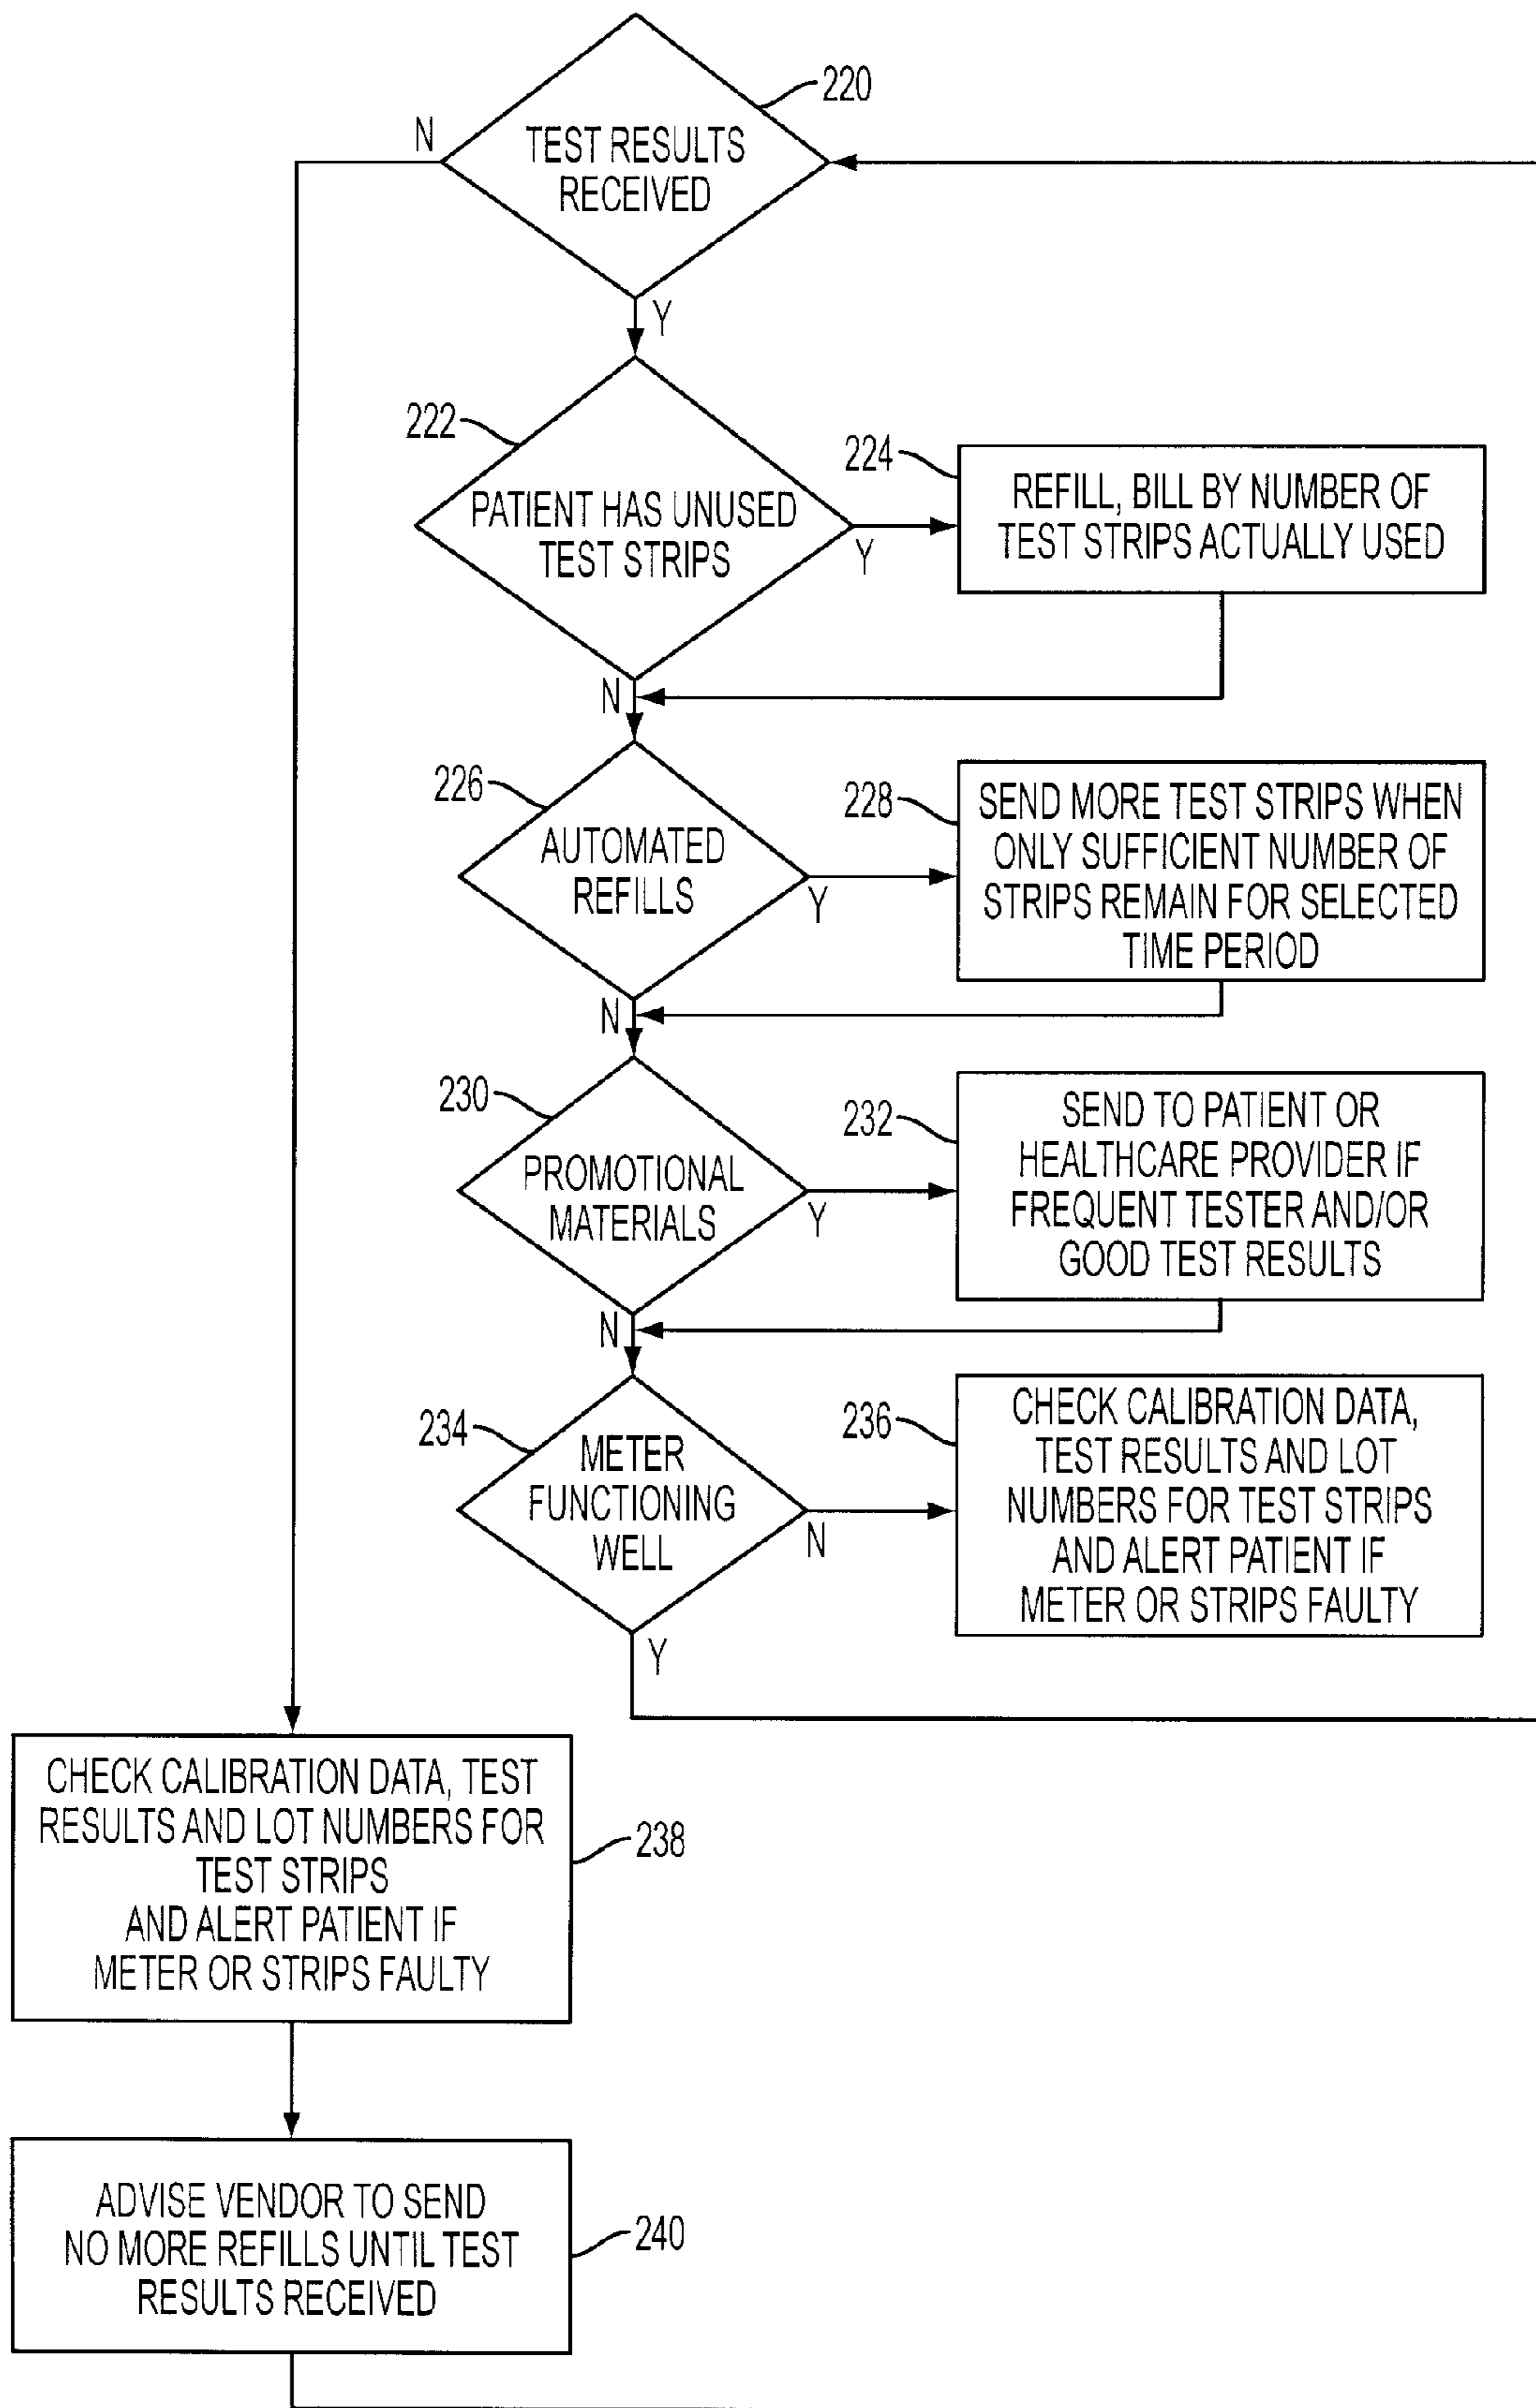 220
N
TEST RESULTS
RECEIVED
Y
222
PATIENT HAS UNUSED
TEST STRIPS
Y
224
REFILL, BILL BY NUMBER OF
TEST STRIPS ACTUALLY USED
N
226
AUTOMATED
REFILLS
Y
228
SEND MORE TEST STRIPS WHEN
ONLY SUFFICIENT NUMBER OF
STRIPS REMAIN FOR SELECTED
TIME PERIOD
N
230
PROMOTIONAL
MATERIALS
Y
232
SEND TO PATIENT OR
HEALTHCARE PROVIDER IF
FREQUENT TESTER AND/OR
GOOD TEST RESULTS
N
234
METER
FUNCTIONING
WELL
N
236
CHECK CALIBRATION DATA,
TEST RESULTS AND LOT
NUMBERS FOR TEST STRIPS
AND ALERT PATIENT IF
METER OR STRIPS FAULTY
Y
CHECK CALIBRATION DATA, TEST
RESULTS AND LOT NUMBERS FOR
TEST STRIPS
AND ALERT PATIENT IF
METER OR STRIPS FAULTY
238
ADVISE VENDOR TO SEND
NO MORE REFILLS UNTIL TEST
RESULTS RECEIVED
240